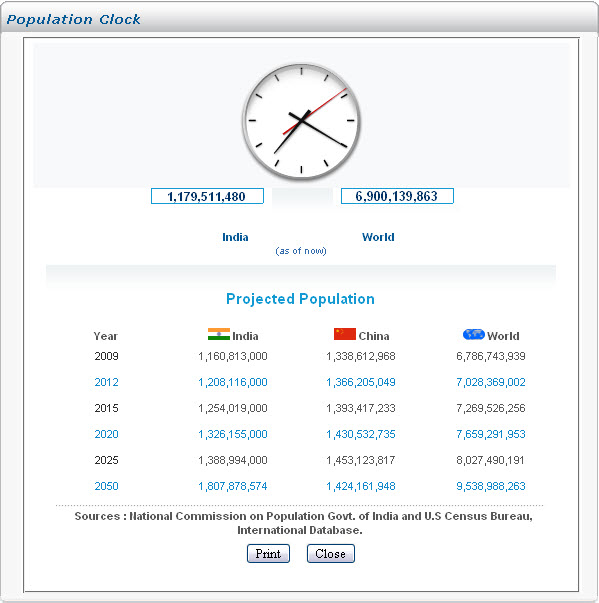 Population Clock
1,179,511,480 6,900,139,863
India World
(as of now)
Projected Population
Year India China World
2009 1,160,813,000 1,338,612,968 6,786,743,939
2012 1,208,116,000 1,366,205,049 7,028,369,002
2015 1,254,019,000 1,393,417,233 7,269,526,256
2020 1,326,155,000 1,430,532,735 7,659,291,953
2025 1,388,994,000 1,453,123,817 8,027,490,191
2050 1,807,878,574 1,424,161,948 9,538,988,263
Sources : National Commission on Population Govt. of India and U.S Census Bureau,
International Database.
Print Close